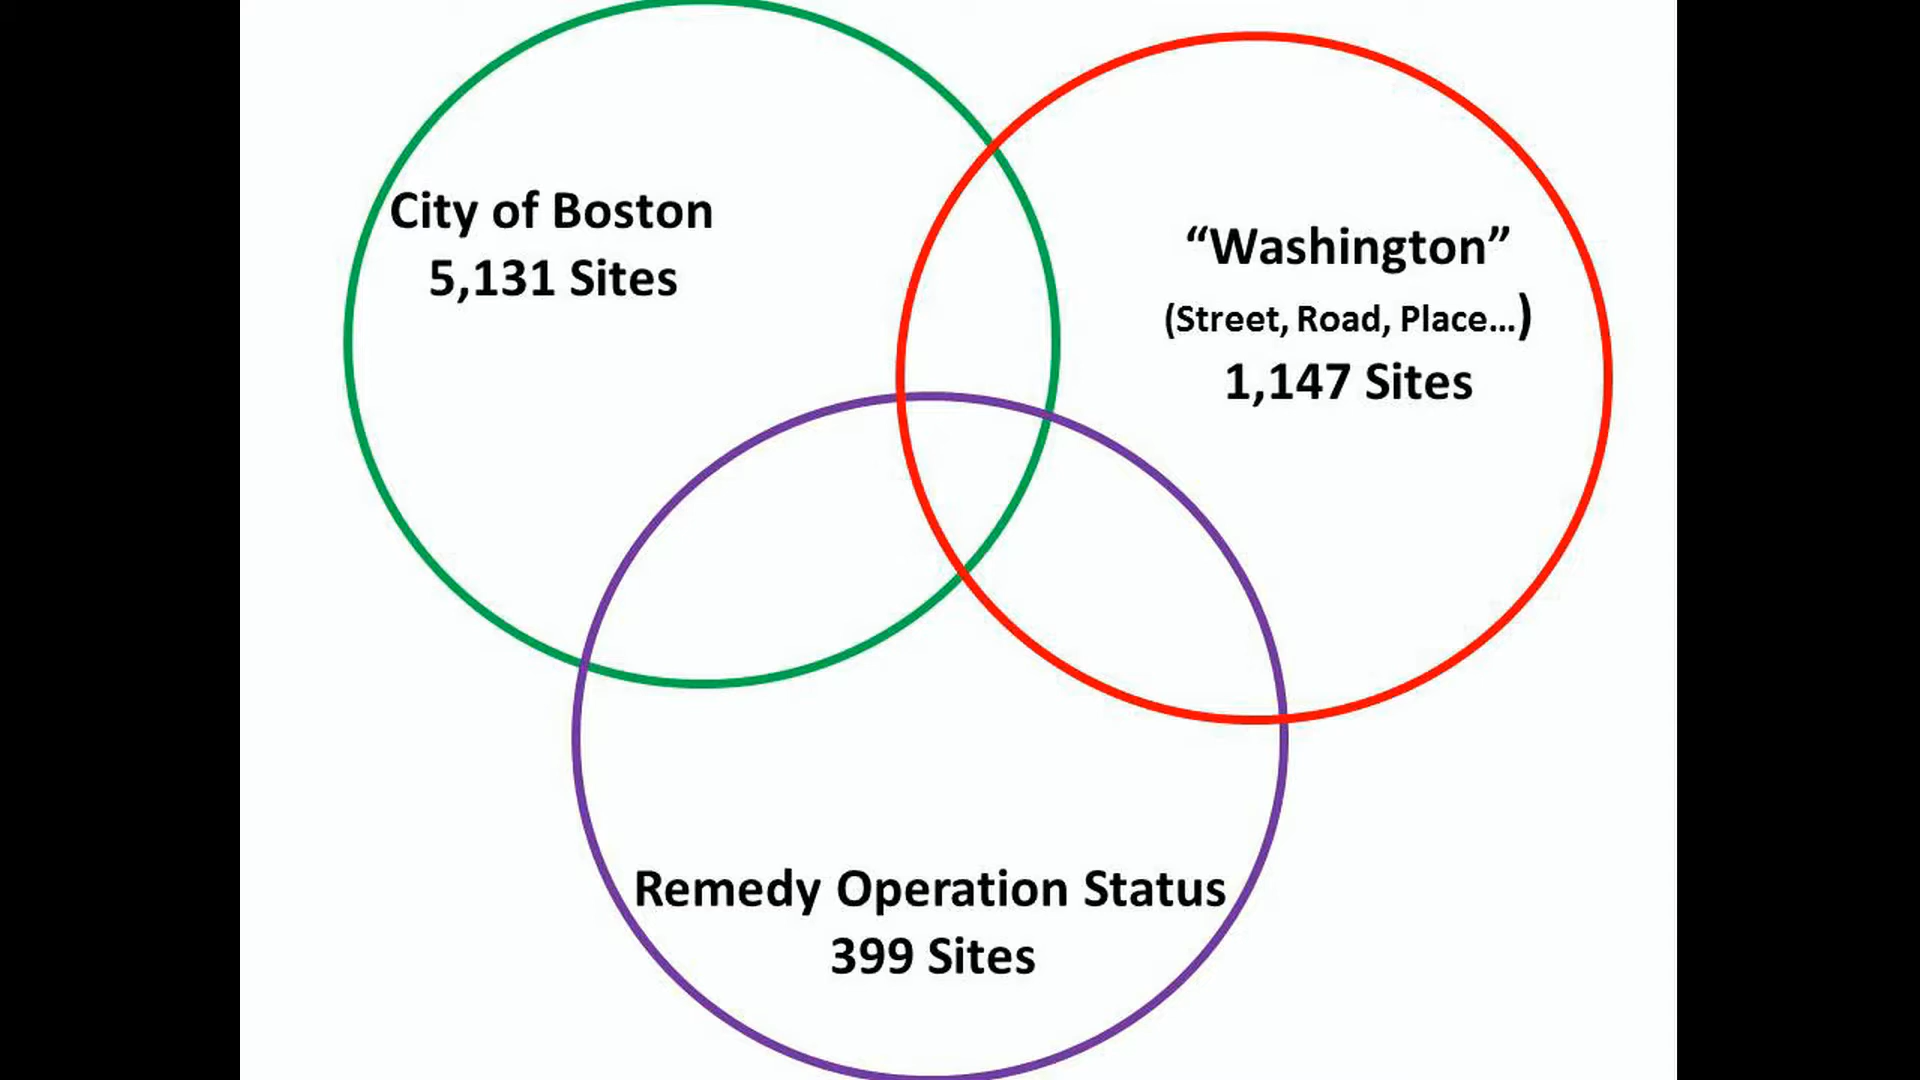 City of Boston
5,131 Sites
“Washington”
(Street, Road, Place...)
1,147 Sites
Remedy Operation Status
399 Sites